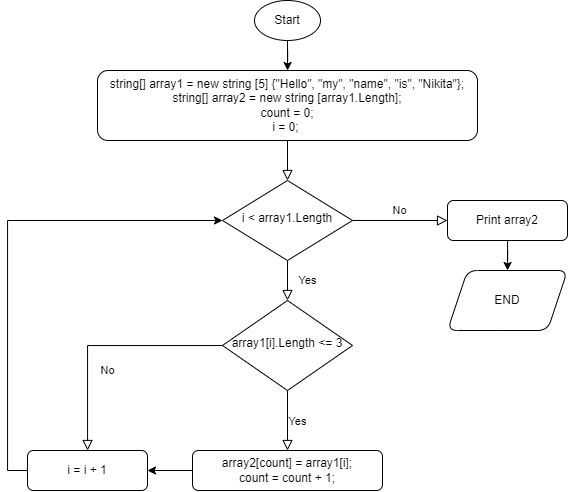 Start
string[] array1 = new string [5] {"Hello", "my", "name", "is", "Nikita"};
string[] array2 = new string [array1.Length];
count = 0;
i = 0;
i < array1.Length
No
Print array2
Yes
END
array1[i].Length <= 3
No
Yes
i = i + 1
array2[count] = array1[i];
count = count + 1;